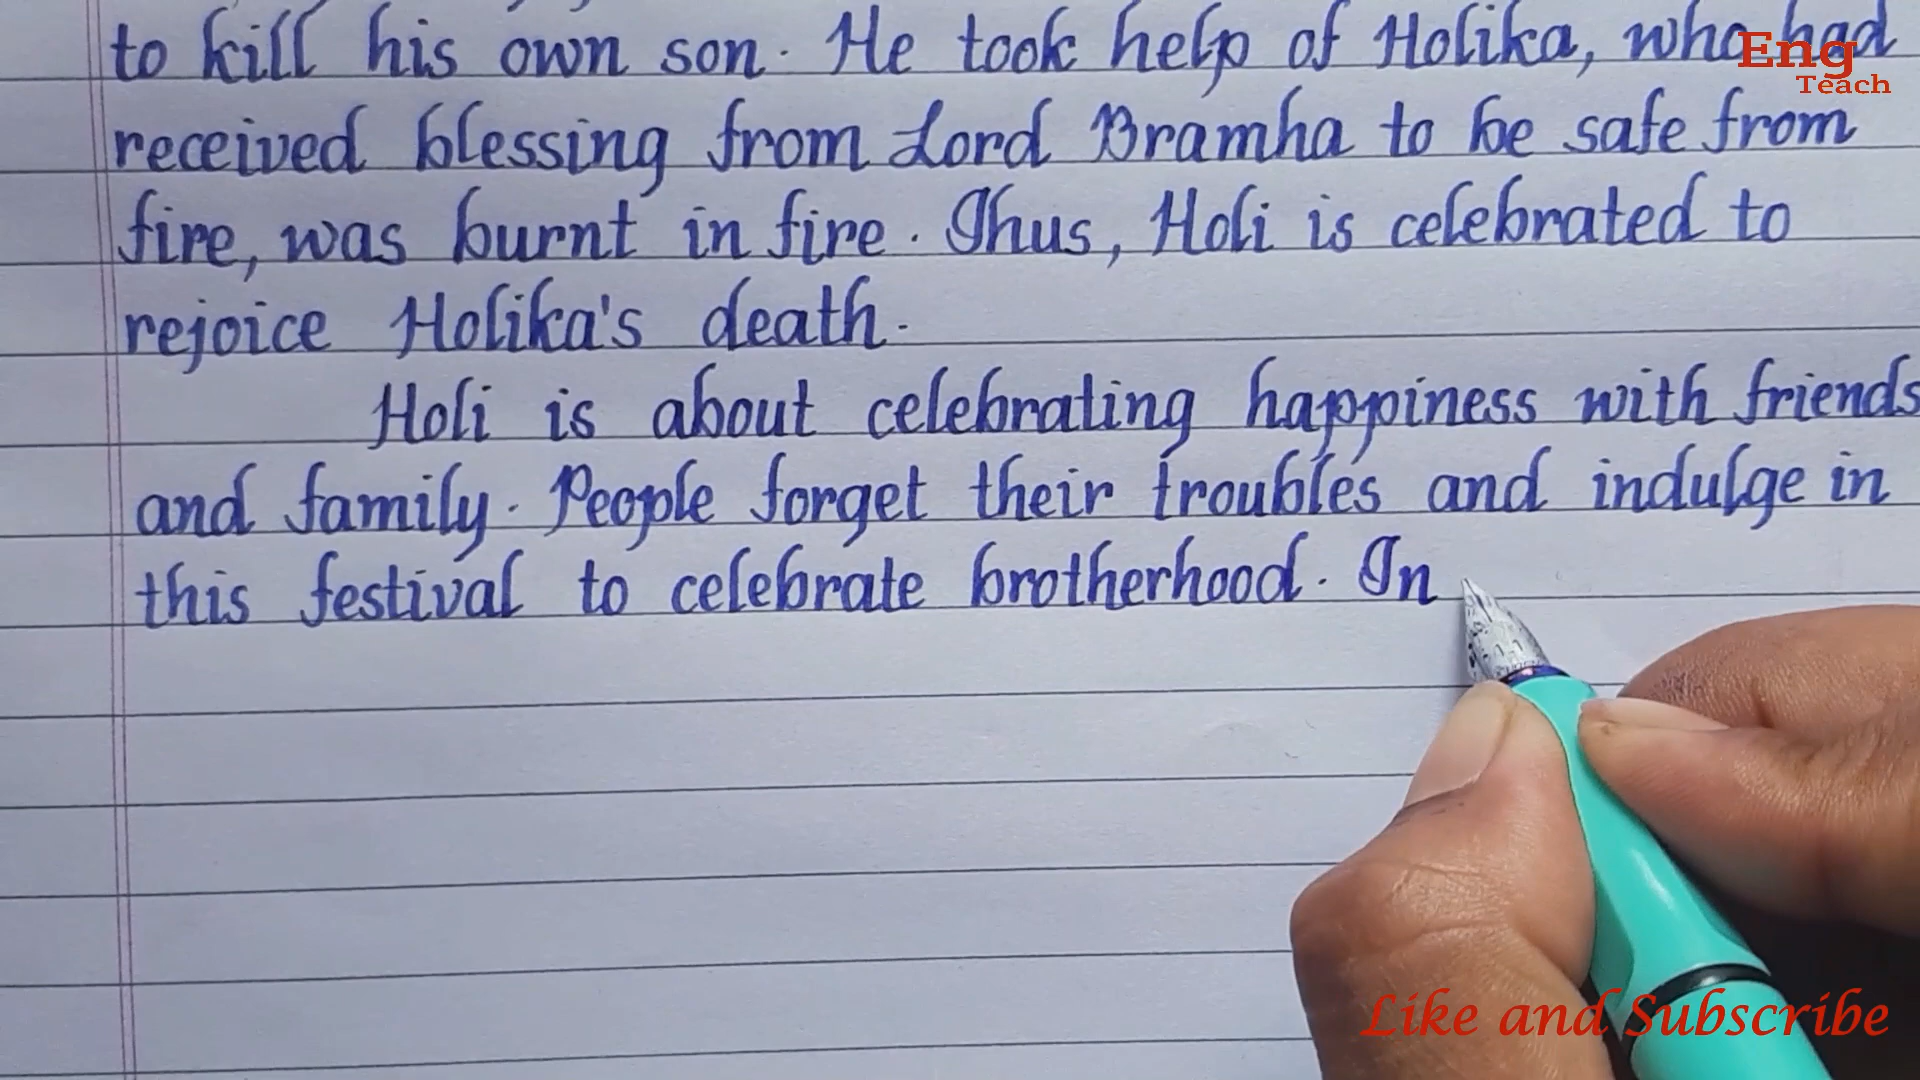 to kill his own son. He took help of Holika, who had
Eng
Teach
received blessing from Lord Bramha to be safe from
fire, was burnt in fire. Thus, Holi is celebrated to
rejoice Holika's death.
Holi is about celebrating happiness with friends
and family. People forget their troubles and indulge in
this festival to celebrate brotherhood. In
Like and Subscribe